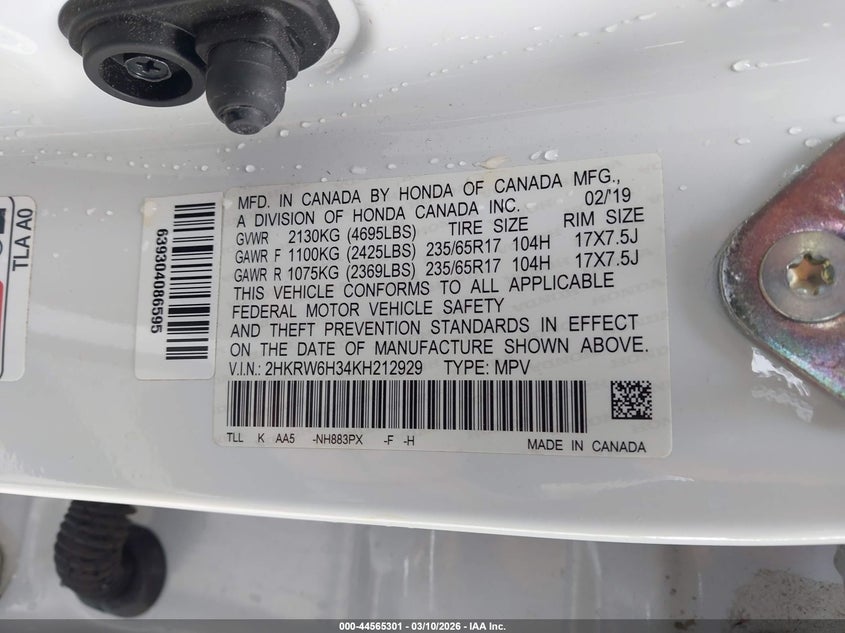 TLA A0
639304086595
MFD. IN CANADA BY HONDA OF CANADA MFG.,
A DIVISION OF HONDA CANADA INC. 02/'19
GVWR 2130KG (4695LBS) TIRE SIZE RIM SIZE
GAWR F 1100KG (2425LBS) 235/65R17 104H 17X7.5J
GAWR R 1075KG (2369LBS) 235/65R17 104H 17X7.5J
THIS VEHICLE CONFORMS TO ALL APPLICABLE
FEDERAL MOTOR VEHICLE SAFETY
AND THEFT PREVENTION STANDARDS IN EFFECT
ON THE DATE OF MANUFACTURE SHOWN ABOVE.
V.I.N.: 2HKRW6H34KH212929 TYPE: MPV
TLL K AA5 -NH883PX -F -H MADE IN CANADA
000-44565301 - 03/10/2026 - IAA Inc.